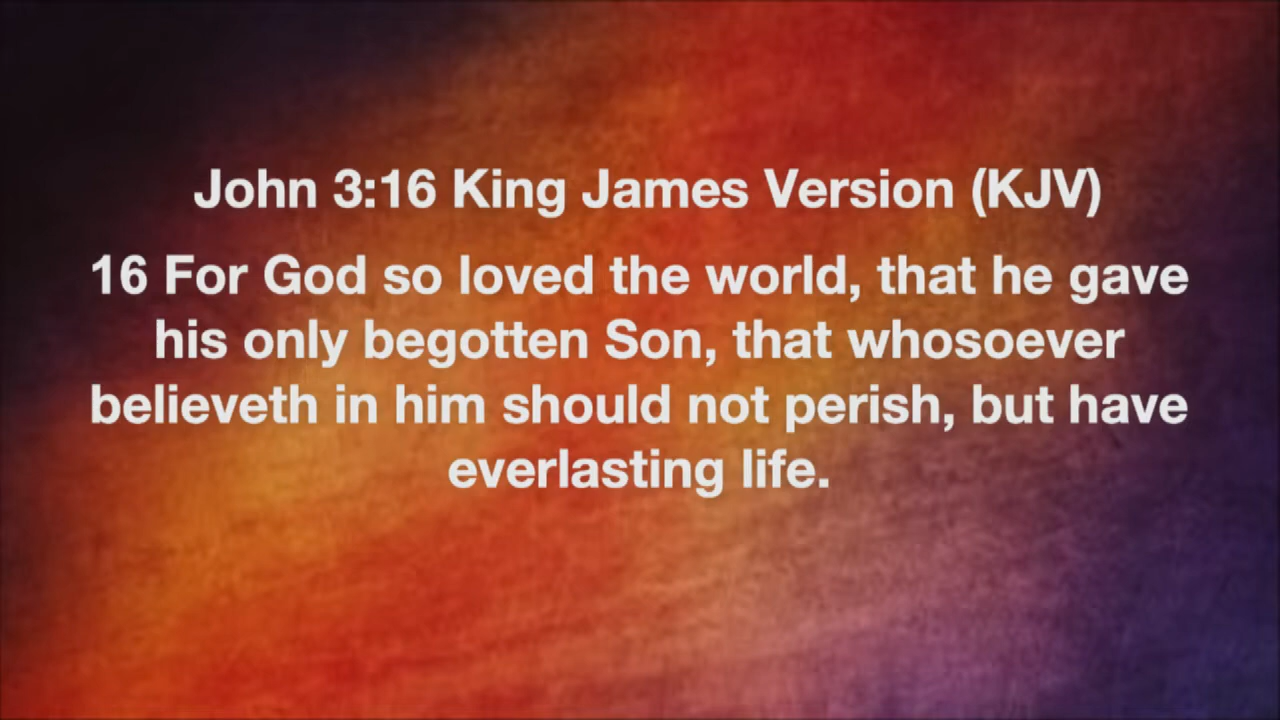 John 3:16 King James Version (KJV)
16 For God so loved the world, that he gave
his only begotten Son, that whosoever
believeth in him should not perish, but have
everlasting life.